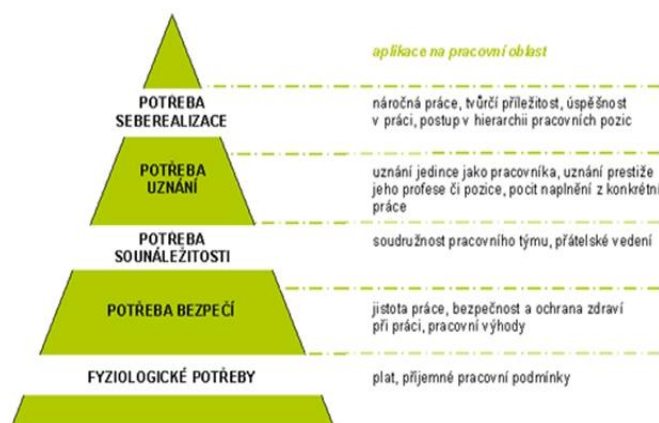 aplikace na pracovní oblast
POTŘEBA
SEBEREALIZACE
náročná práce, tvůrčí příležitost, úspěšnost
v práci, postup v hierarchii pracovních pozic
POTŘEBA
UZNÁNÍ
uznání jedince jako pracovníka, uznání prestiže
jeho profese či pozice, pocit naplnění z konkrétní
práce
POTŘEBA
SOUNÁLEŽITOSTI
soudružnost pracovního týmu, přátelské vedení
POTŘEBA BEZPEČÍ
jistota práce, bezpečnost a ochrana zdraví
při práci, pracovní výhody
FYZIOLOGICKÉ POTŘEBY
plat, příjemné pracovní podmínky